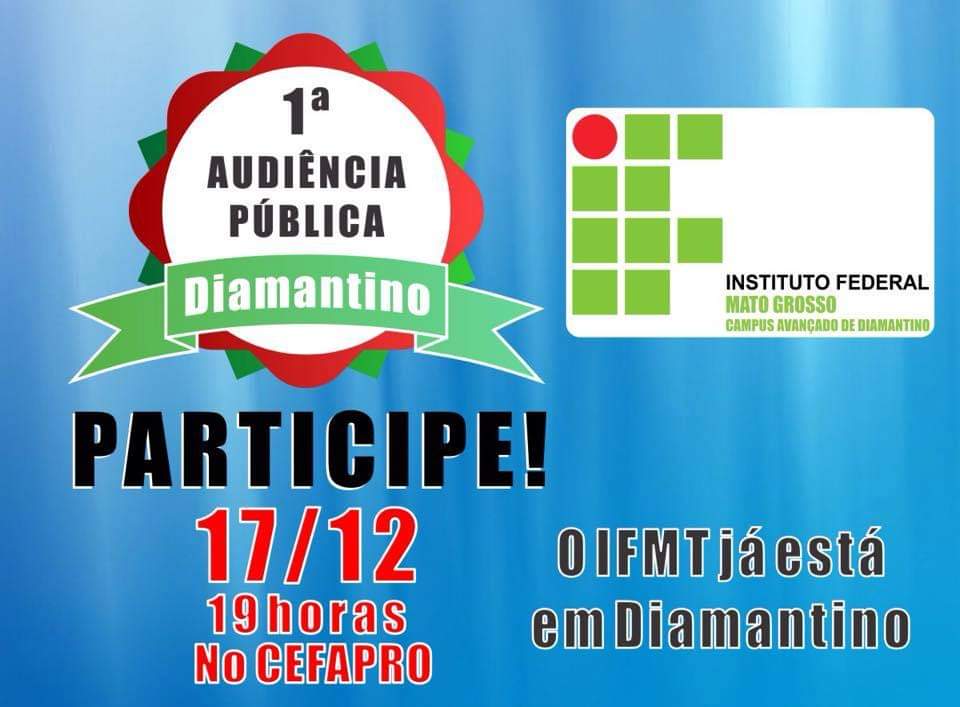 1ª
AUDIÊNCIA
PÚBLICA
Diamantino
INSTITUTO FEDERAL
MATO GROSSO
CAMPUS AVANÇADO DE DIAMANTINO
PARTICIPE!
17/12
19 horas
No CEFAPRO
O IFMT já está
em Diamantino